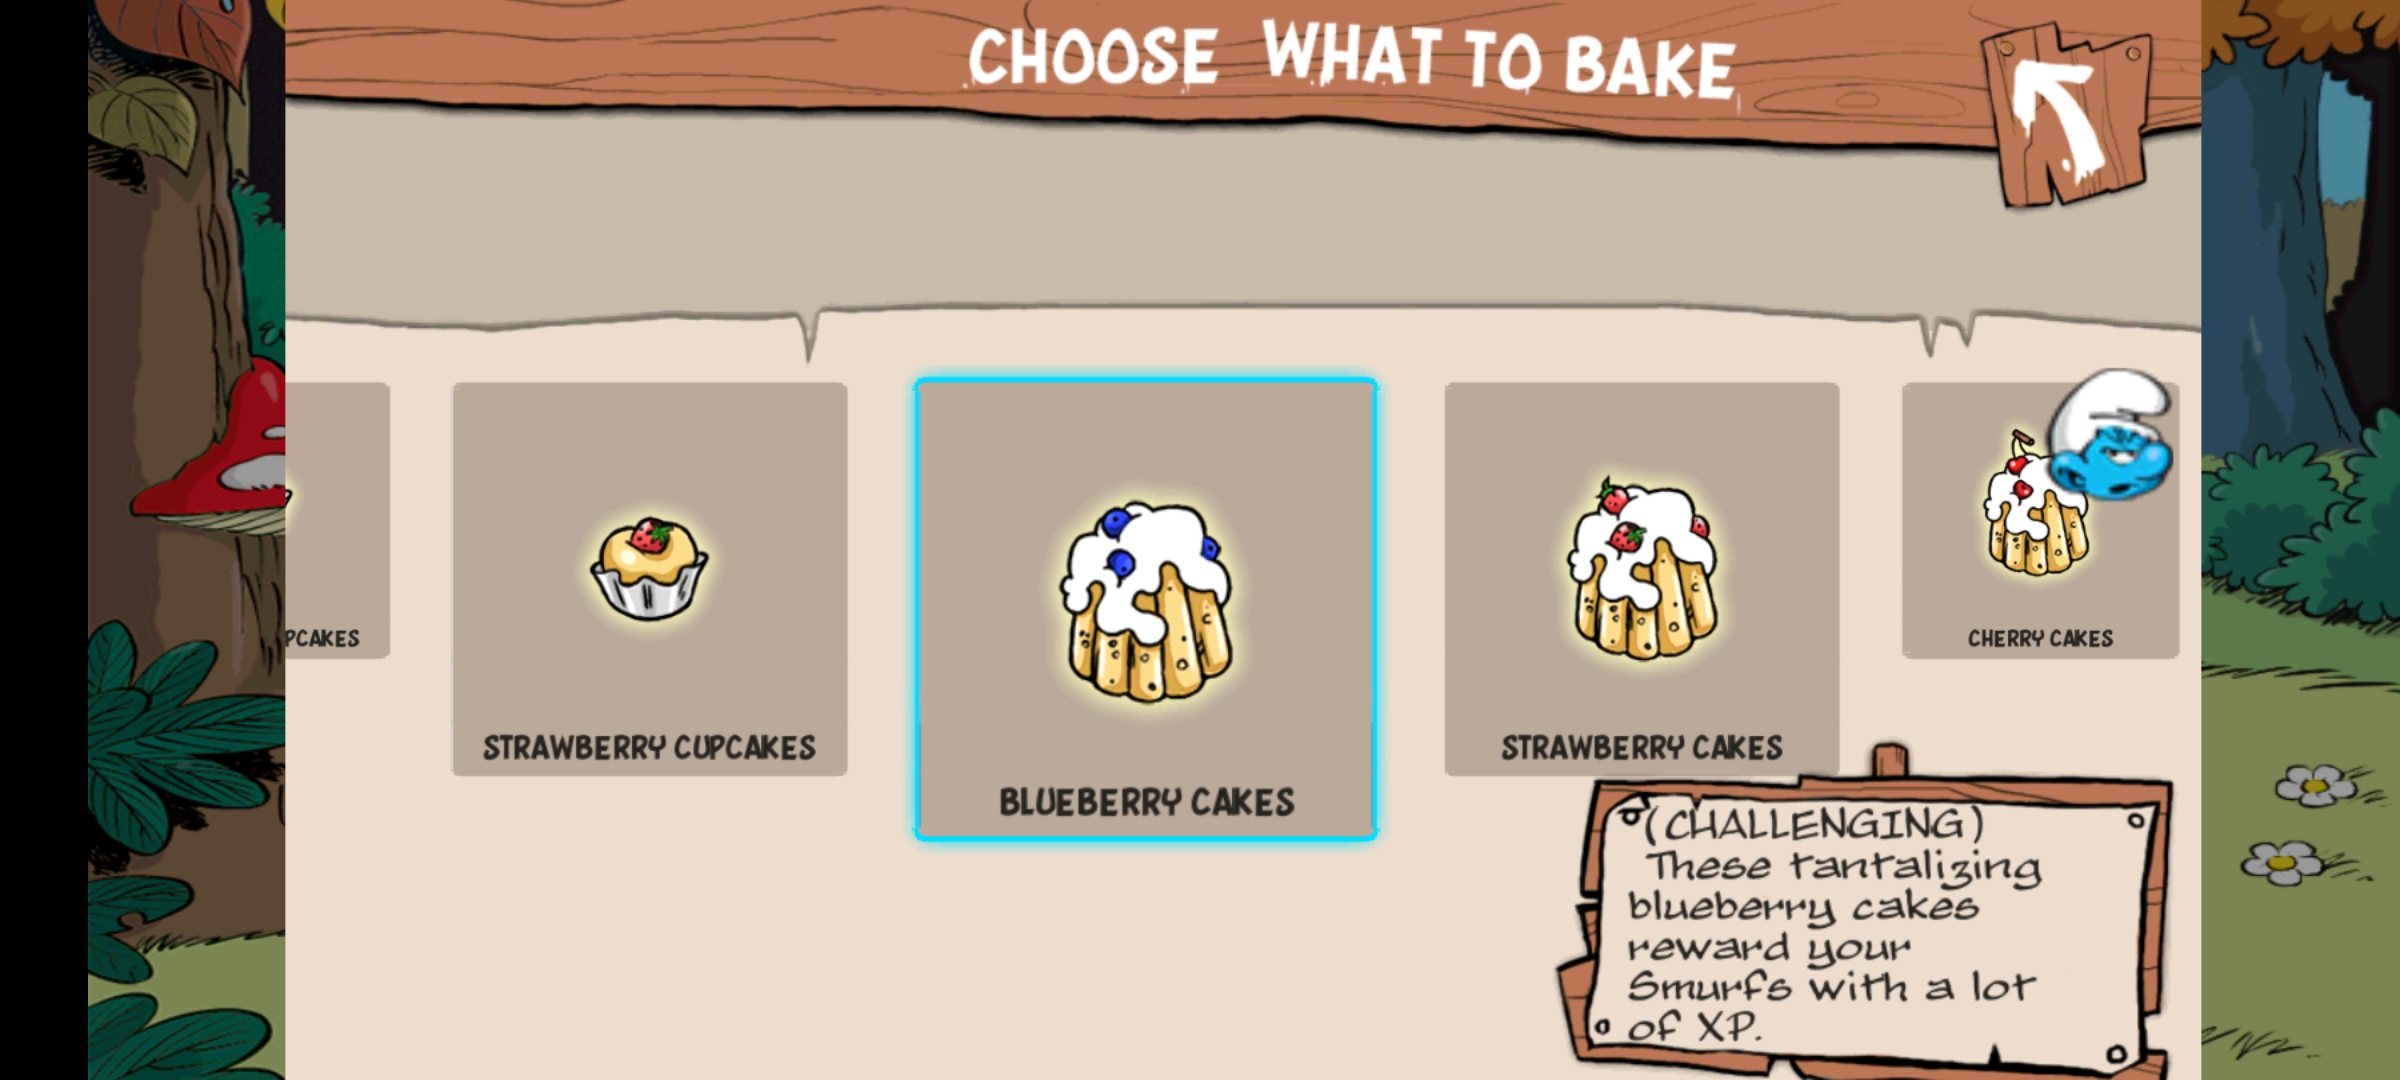 CHOOSE WHAT TO BAKE
PCAKES
STRAWBERRY CUPCAKES
BLUEBERRY CAKES
STRAWBERRY CAKES
CHERRY CAKES
(CHALLENGING)
These tantalizing
blueberry cakes
reward your
Smurfs with a lot
of XP.